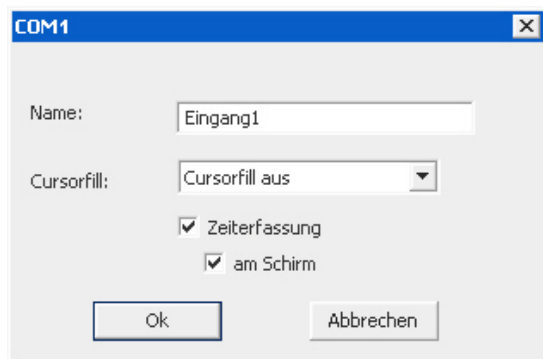 COM1
Name: Eingang1
Cursorfill: Cursorfill aus
Zeiterfassung
am Schirm
Ok Abbrechen